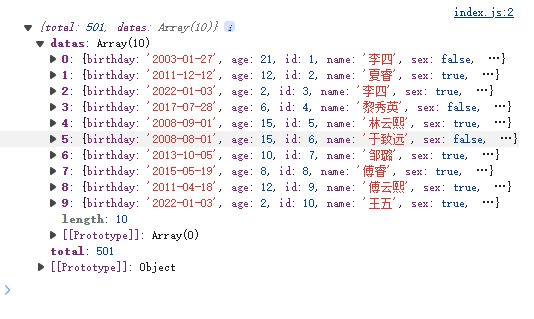 index.js:2
▼ {total: 501, datas: Array(10)} i
▼ datas: Array(10)
▶ 0: {birthday: '2003-01-27', age: 21, id: 1, name: '李四', sex: false, …}
▶ 1: {birthday: '2011-12-12', age: 12, id: 2, name: '夏睿', sex: true, …}
▶ 2: {birthday: '2022-01-03', age: 2, id: 3, name: '李四', sex: true, …}
▶ 3: {birthday: '2017-07-28', age: 6, id: 4, name: '黎秀英', sex: false, …}
▶ 4: {birthday: '2008-09-01', age: 15, id: 5, name: '林云熙', sex: true, …}
▶ 5: {birthday: '2008-08-01', age: 15, id: 6, name: '于致远', sex: false, …}
▶ 6: {birthday: '2013-10-05', age: 10, id: 7, name: '邹璐', sex: true, …}
▶ 7: {birthday: '2015-05-19', age: 8, id: 8, name: '傅睿', sex: true, …}
▶ 8: {birthday: '2011-04-18', age: 12, id: 9, name: '傅云熙', sex: true, …}
▶ 9: {birthday: '2022-01-03', age: 2, id: 10, name: '王五', sex: true, …}
length: 10
▶ [[Prototype]]: Array(0)
total: 501
▶ [[Prototype]]: Object